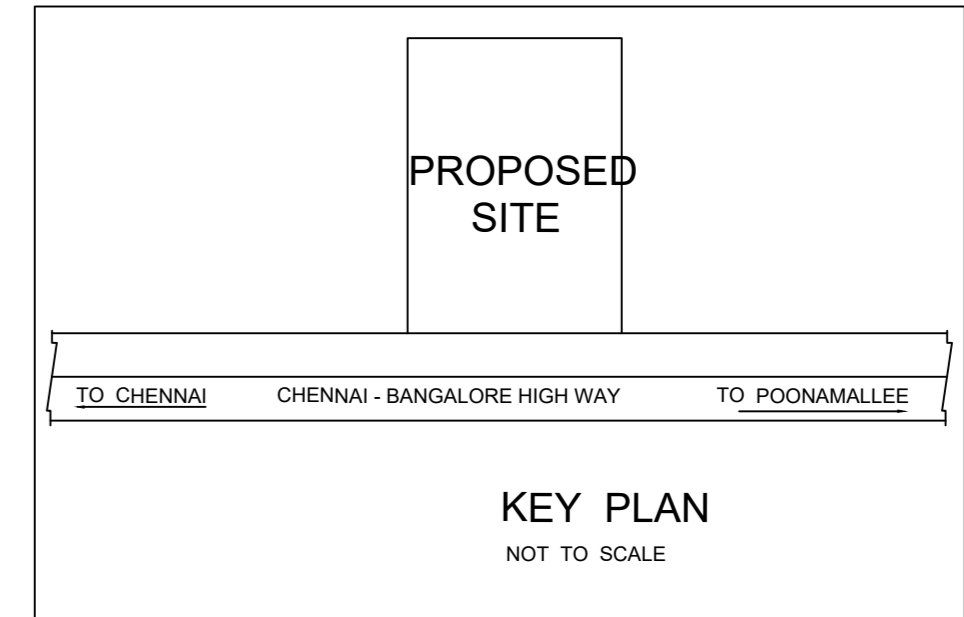 PROPOSED
SITE
TO CHENNAI
CHENNAI - BANGALORE HIGH WAY
TO POONAMALLEE
KEY PLAN
NOT TO SCALE